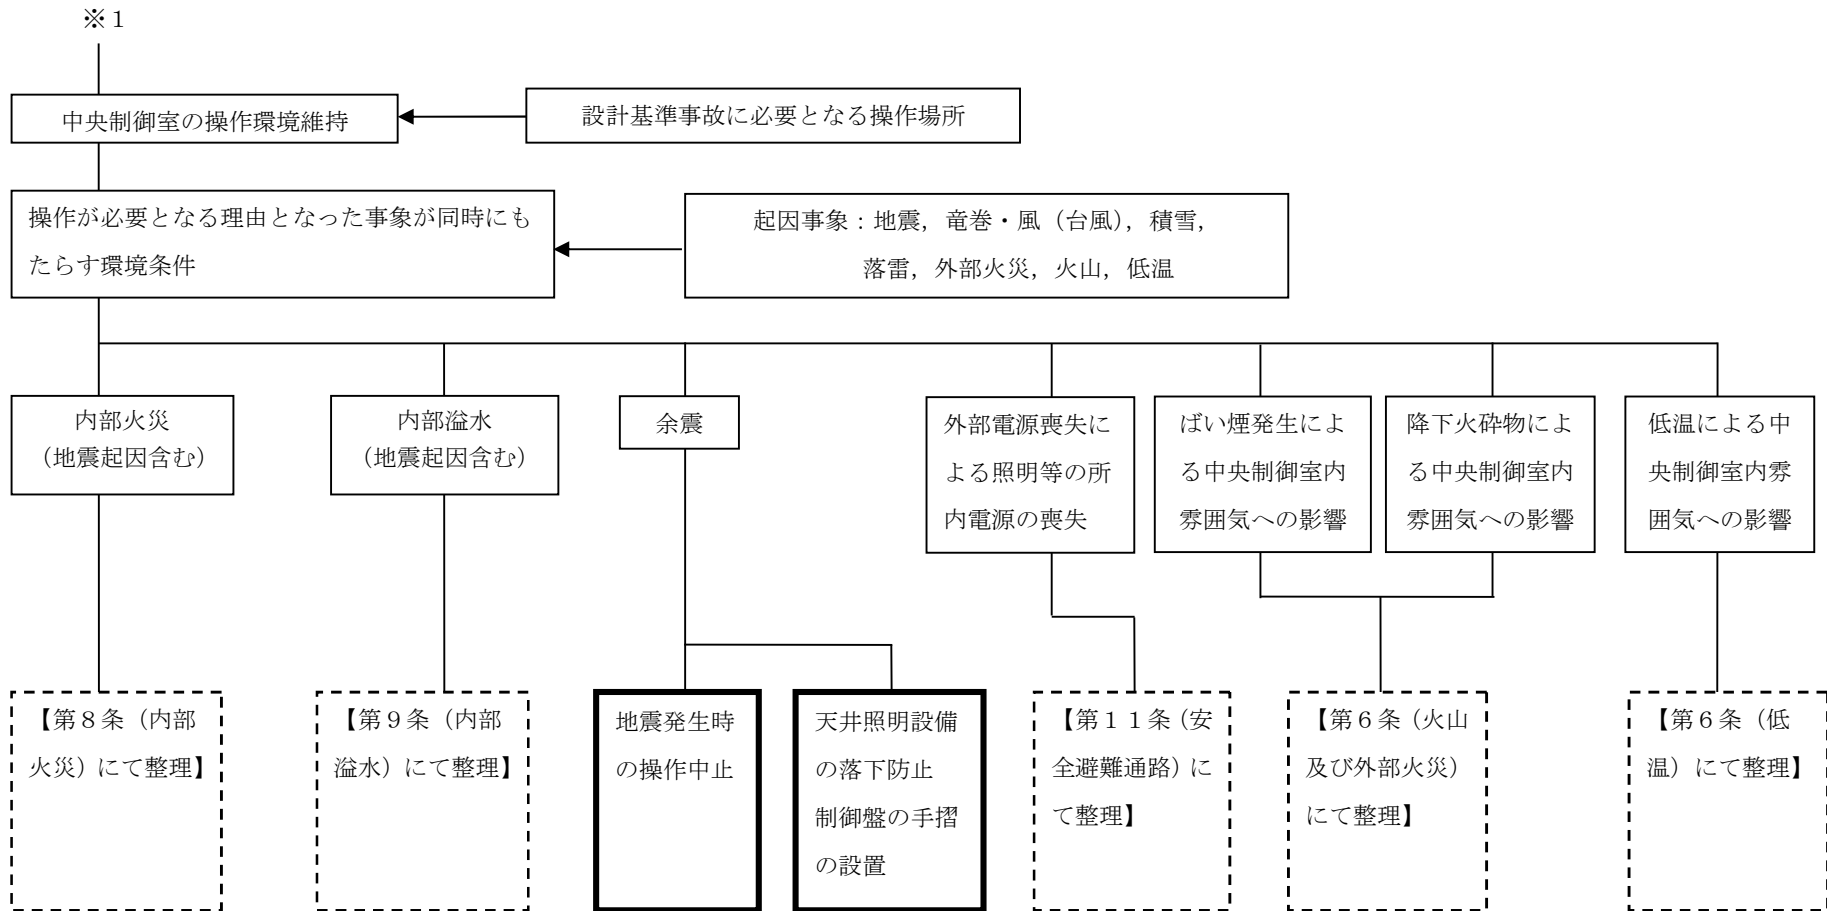 ※１
中央制御室の操作環境維持
設計基準事故に必要となる操作場所
操作が必要となる理由となった事象が同時にも
たらす環境条件
起因事象：地震，竜巻・風（台風），積雪，
落雷，外部火災，火山，低温
内部火災
（地震起因含む）
内部溢水
（地震起因含む）
余震
外部電源喪失に
よる照明等の所
内電源の喪失
ばい煙発生によ
る中央制御室内
雰囲気への影響
降下火砕物によ
る中央制御室内
雰囲気への影響
低温による中
央制御室内雰
囲気への影響
【第８条（内部
火災）にて整理】
【第９条（内部
溢水）にて整理】
地震発生時
の操作中止
天井照明設備
の落下防止
制御盤の手摺
の設置
【第１１条（安
全避難通路）に
て整理】
【第６条（火山
及び外部火災）
にて整理】
【第６条（低
温）にて整理】